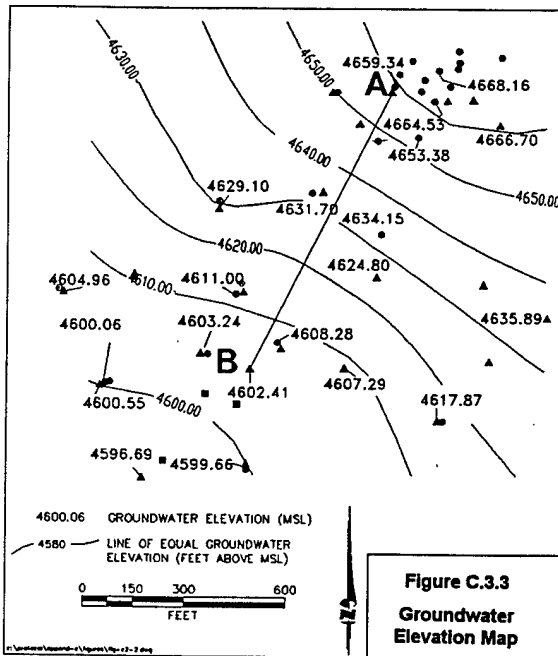 4630.00
4650.00
4659.34
A
4668.16
4664.53
4666.70
4653.38
4640.00
4650.00
4629.10
4631.70
4634.15
4620.00
4624.80
4604.96
4610.00
4611.00
4635.89
4600.06
4603.24
4608.28
B
4602.41
4607.29
4600.55
4600.00
4617.87
4596.69
4599.66
4600.06 GROUNDWATER ELEVATION (MSL)
4580 LINE OF EQUAL GROUNDWATER
ELEVATION (FEET ABOVE MSL)
0 150 300 600
FEET
N
Figure C.3.3
Groundwater
Elevation Map